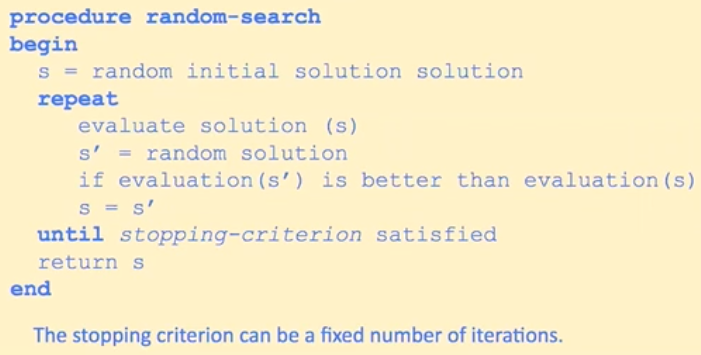 procedure random-search
begin
s = random initial solution solution
repeat
evaluate solution (s)
s′ = random solution
if evaluation(s′) is better than evaluation(s)
s = s′
until stopping-criterion satisfied
return s
end
The stopping criterion can be a fixed number of iterations.